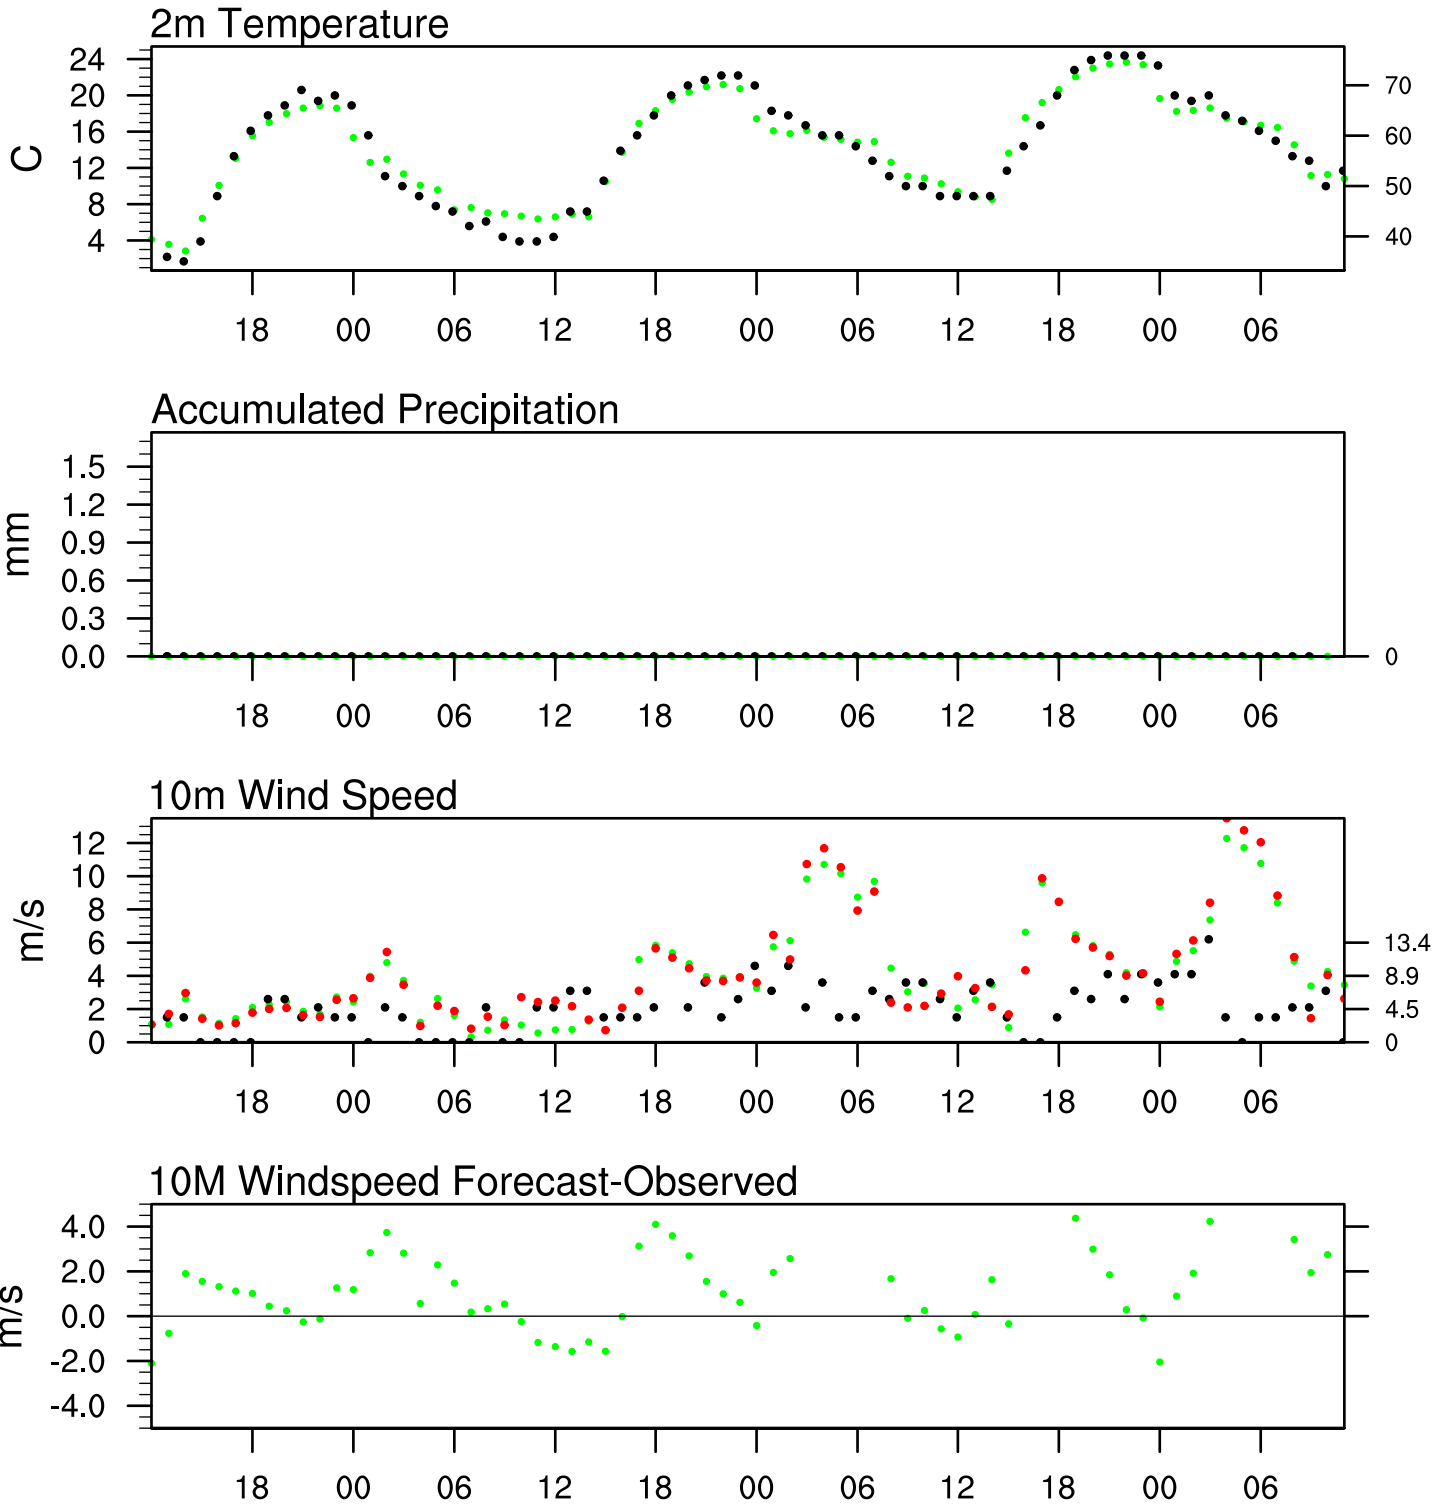 2m Temperature
24
20
16
12
8
4
C
70
60
50
40
18 00 06 12 18 00 06 12 18 00 06
Accumulated Precipitation
1.5
1.2
0.9
0.6
0.3
0.0
mm
0
18 00 06 12 18 00 06 12 18 00 06
10m Wind Speed
12
10
8
6
4
2
0
m/s
13.4
8.9
4.5
0
18 00 06 12 18 00 06 12 18 00 06
10M Windspeed Forecast-Observed
4.0
2.0
0.0
-2.0
-4.0
m/s
18 00 06 12 18 00 06 12 18 00 06